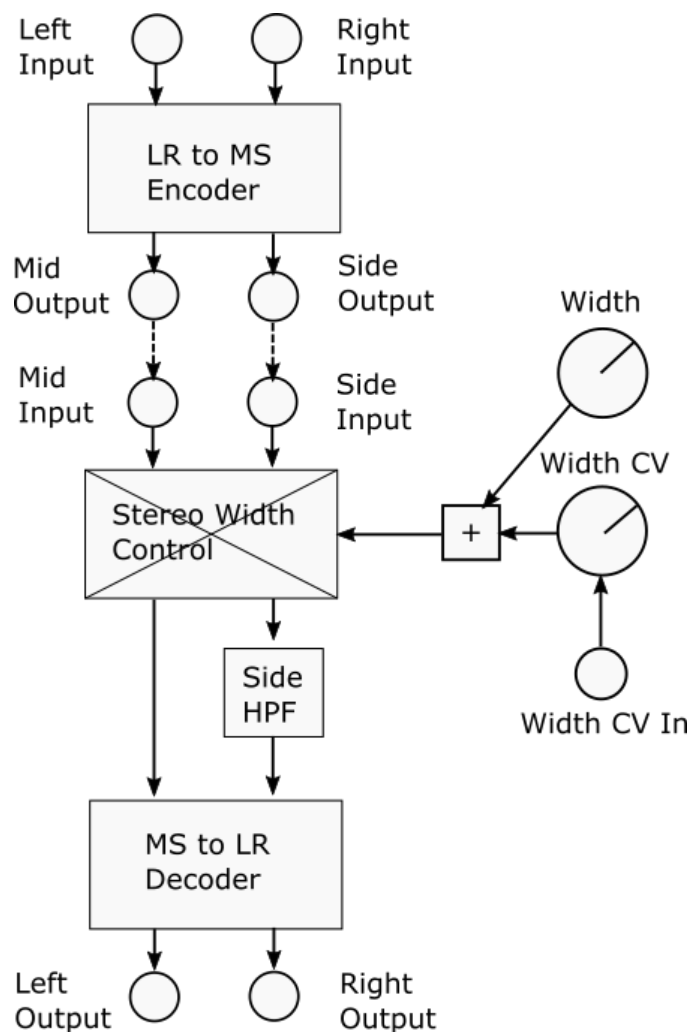 Left
Input
Right
Input
LR to MS
Encoder
Mid
Output
Side
Output
Width
Mid
Input
Side
Input
Width CV
Stereo Width
Control
+
Side
HPF
Width CV In
MS to LR
Decoder
Left
Output
Right
Output